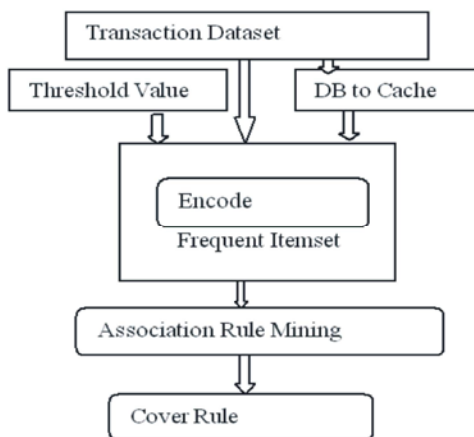 Transaction Dataset
Threshold Value
DB to Cache
Encode
Frequent Itemset
Association Rule Mining
Cover Rule